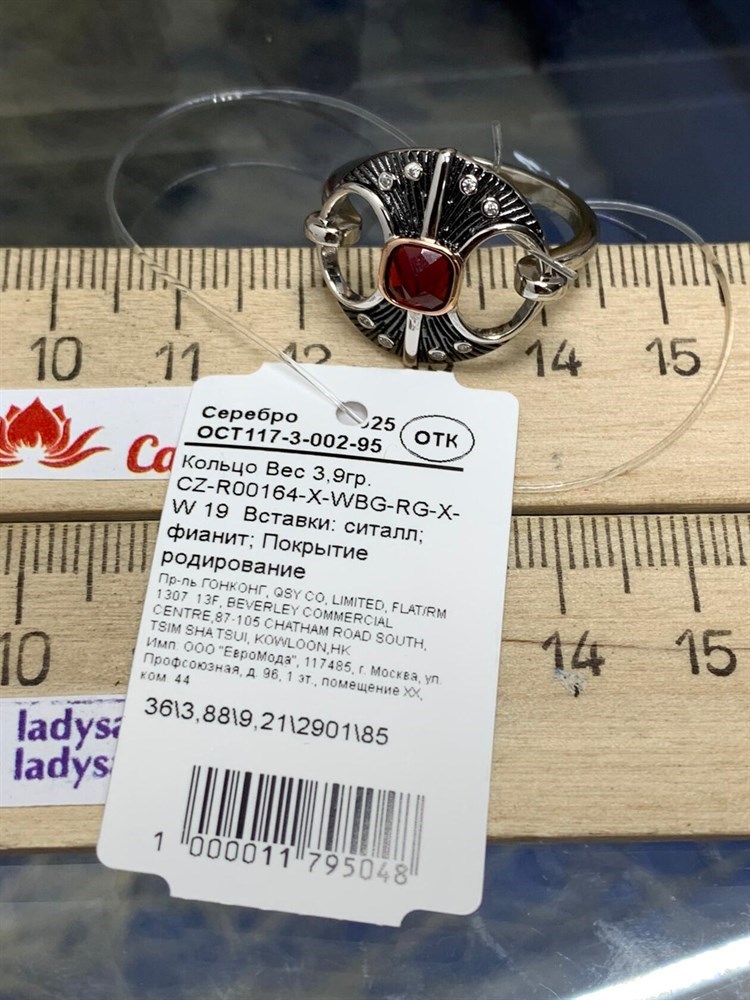 10 11 12 13 14 15
Серебро 925
ОСТ117-3-002-95
ОТК
Кольцо Вес 3,9гр.
CZ-R00164-X-WBG-RG-X-
W 19 Вставки: ситалл;
фианит; Покрытие
родирование
Пр-ль ГОНКОНГ, QSY CO, LIMITED, FLAT/RM
1307 13F, BEVERLEY COMMERCIAL
CENTRE,87-105 CHATHAM ROAD SOUTH,
TSIM SHA TSUI, KOWLOON,HK
Имп. ООО "ЕвроМода", 117485, г. Москва, ул.
Профсоюзная, д. 96, 1 эт., помещение XX,
ком. 44
36\3,88\9,21\2901\85
1 000011 795048
10 14 15
ladysa
ladys